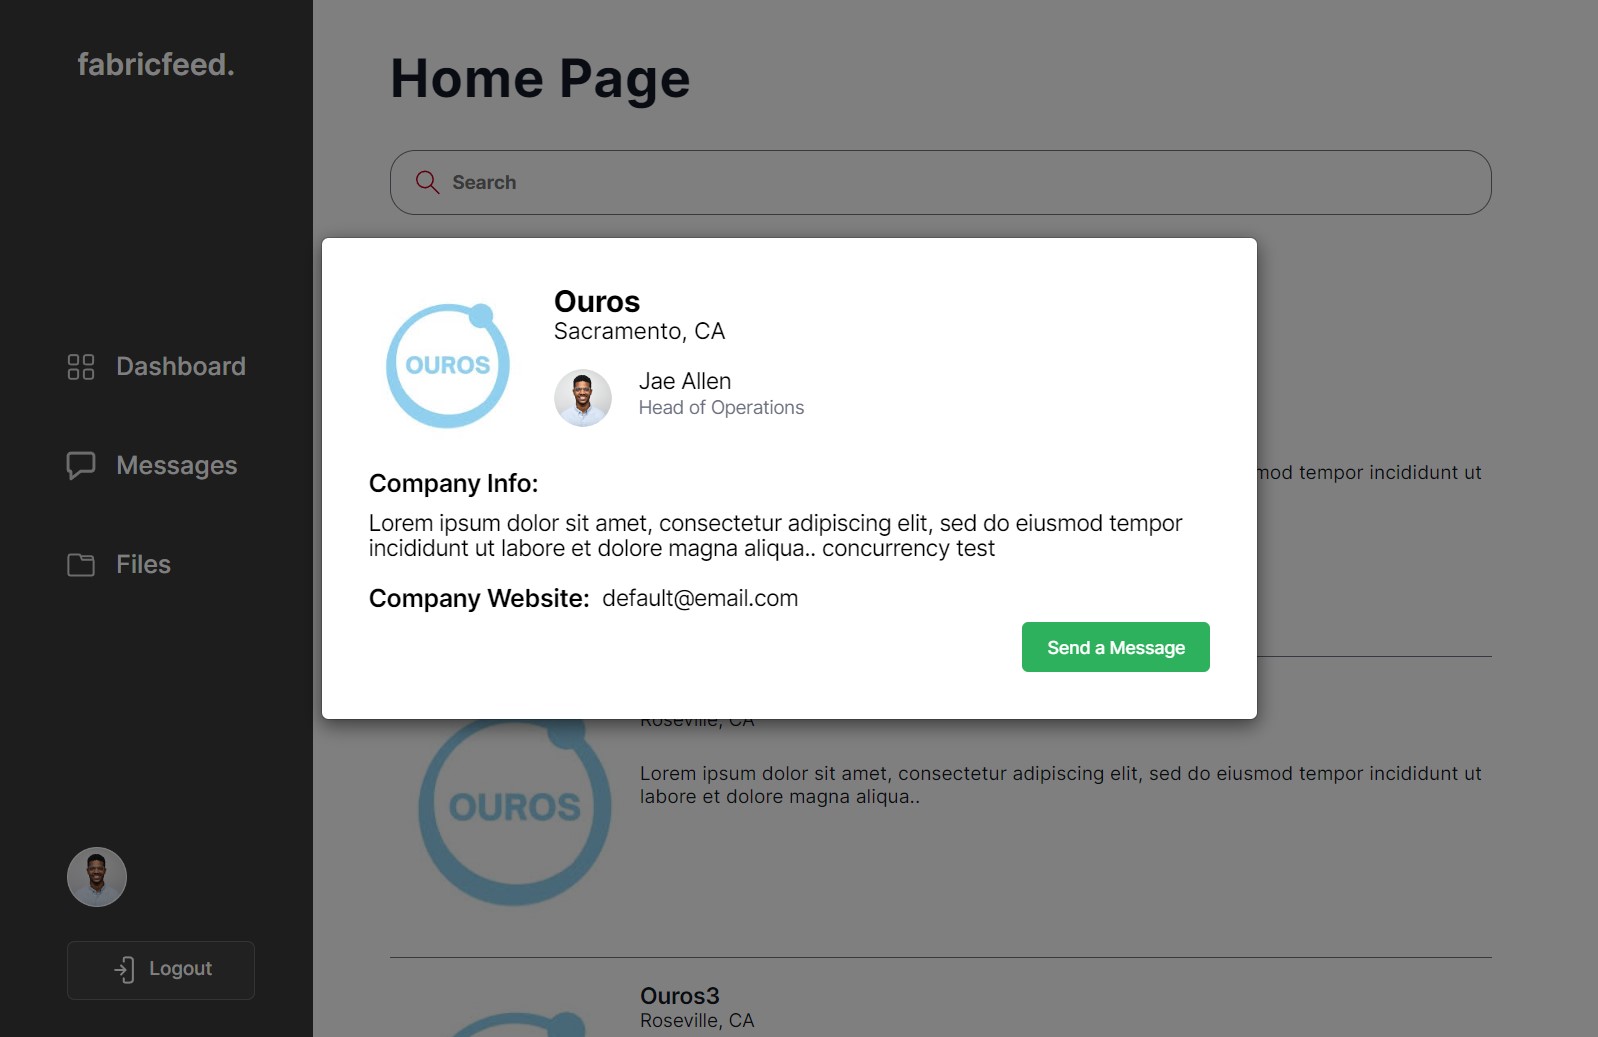 fabricfeed.
Home Page
Search
OUROS
Ouros
Sacramento, CA
Jae Allen
Head of Operations
Dashboard
Messages
Files
Company Info:
Lorem ipsum dolor sit amet, consectetur adipiscing elit, sed do eiusmod tempor
incididunt ut labore et dolore magna aliqua.. concurrency test
Company Website: default@email.com
Send a Message
tempor incididunt ut
Roseville, CA
OUROS
Lorem ipsum dolor sit amet, consectetur adipiscing elit, sed do eiusmod tempor incididunt ut
labore et dolore magna aliqua..
Logout
Ouros3
Roseville, CA